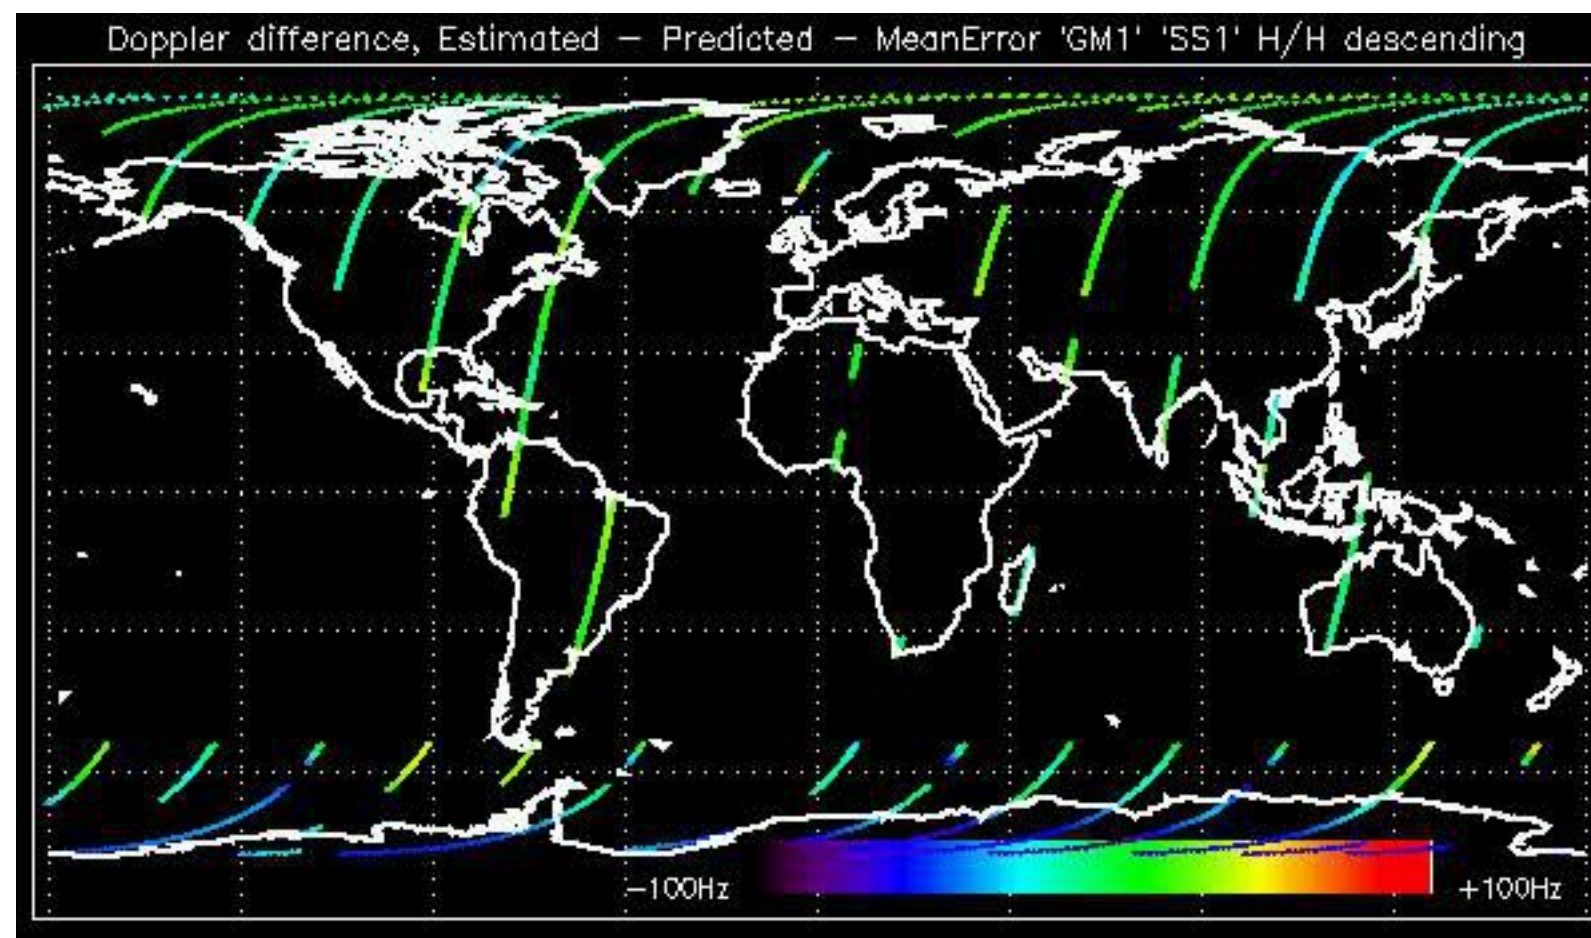 Doppler difference, Estimated – Predicted – MeanError 'GM1' 'SS1' H/H descending
–100Hz
+100Hz